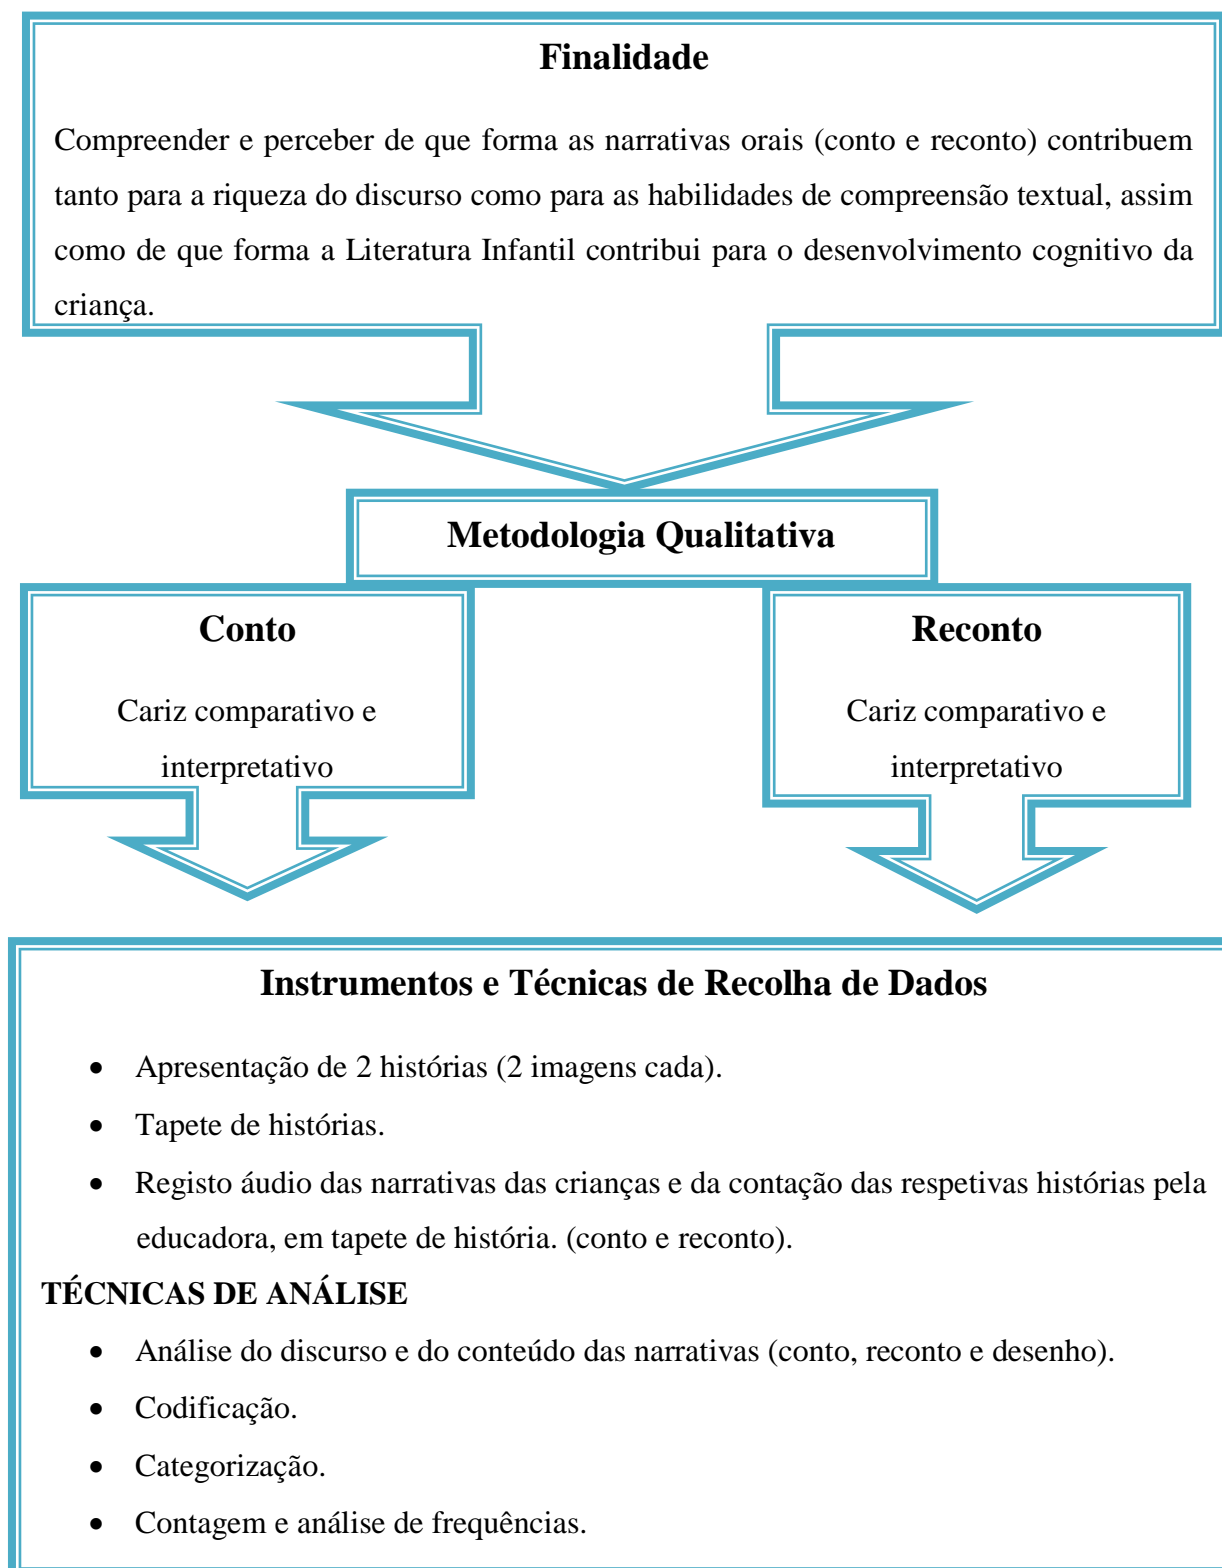 Finalidade
Compreender e perceber de que forma as narrativas orais (conto e reconto) contribuem
tanto para a riqueza do discurso como para as habilidades de compreensão textual, assim
como de que forma a Literatura Infantil contribui para o desenvolvimento cognitivo da
criança.
Metodologia Qualitativa
Conto
Cariz comparativo e
interpretativo
Reconto
Cariz comparativo e
interpretativo
Instrumentos e Técnicas de Recolha de Dados
• Apresentação de 2 histórias (2 imagens cada).
• Tapete de histórias.
• Registo áudio das narrativas das crianças e da contação das respetivas histórias pela
educadora, em tapete de história. (conto e reconto).
TÉCNICAS DE ANÁLISE
• Análise do discurso e do conteúdo das narrativas (conto, reconto e desenho).
• Codificação.
• Categorização.
• Contagem e análise de frequências.